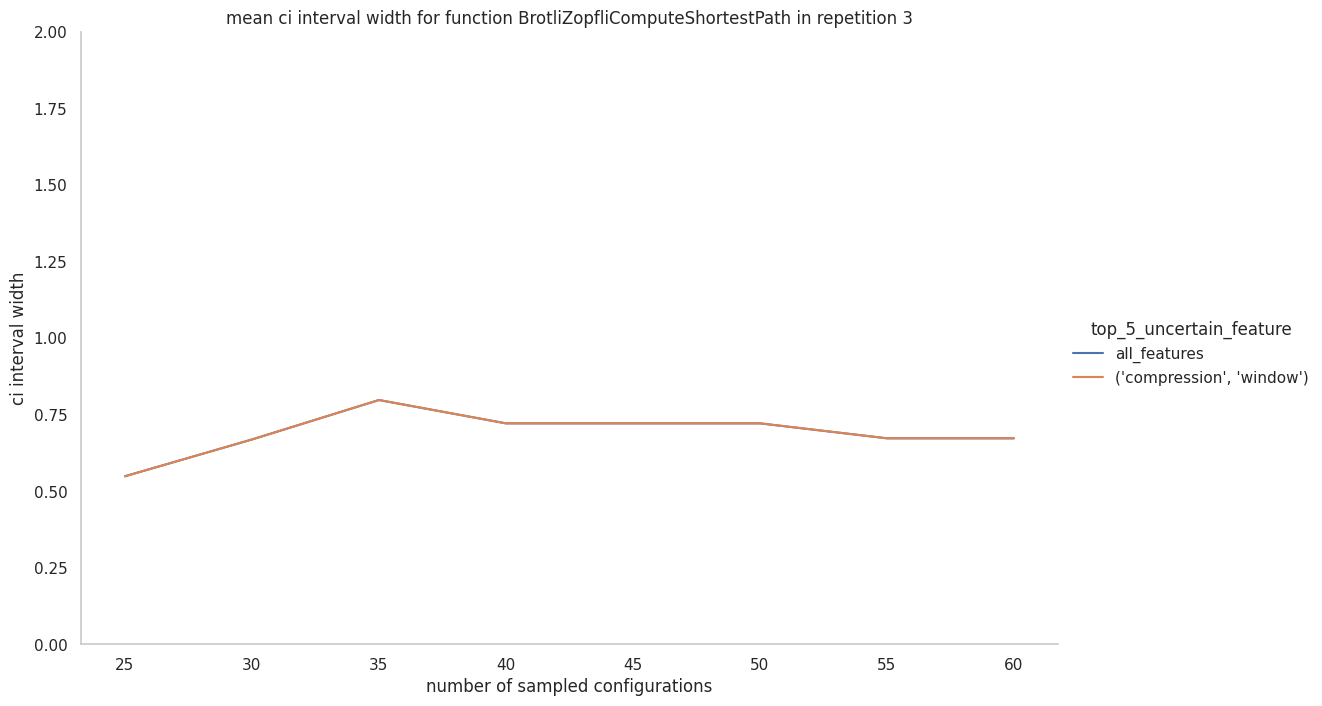 mean ci interval width for function BrotliZopfliComputeShortestPath in repetition 3
2.00
1.75
1.50
1.25
1.00
0.75
0.50
0.25
0.00
ci interval width
25 30 35 40 45 50 55 60
number of sampled configurations
top_5_uncertain_feature
all_features
('compression', 'window')